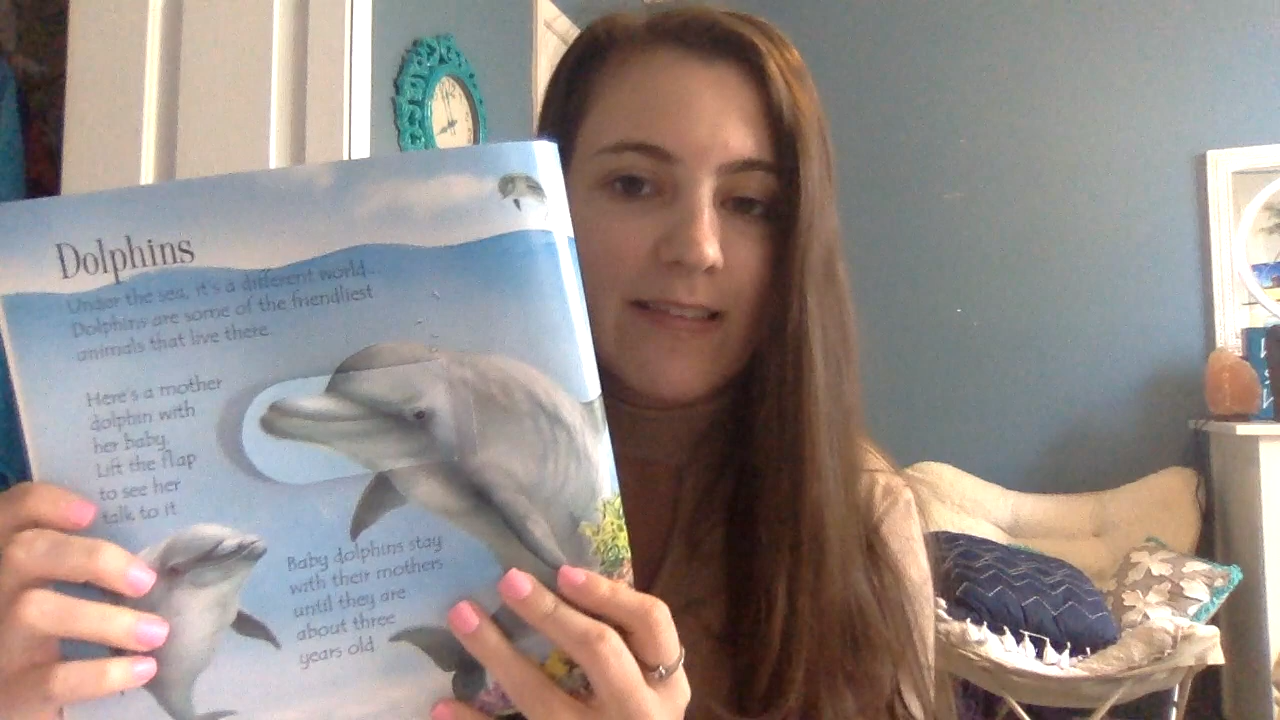 Dolphins
Under the sea, it's a different world...
Dolphins are some of the friendliest
animals that live there.
Here's a mother
dolphin with
her baby.
Lift the flap
to see her
talk to it
Baby dolphins stay
with their mothers
until they are
about three
years old